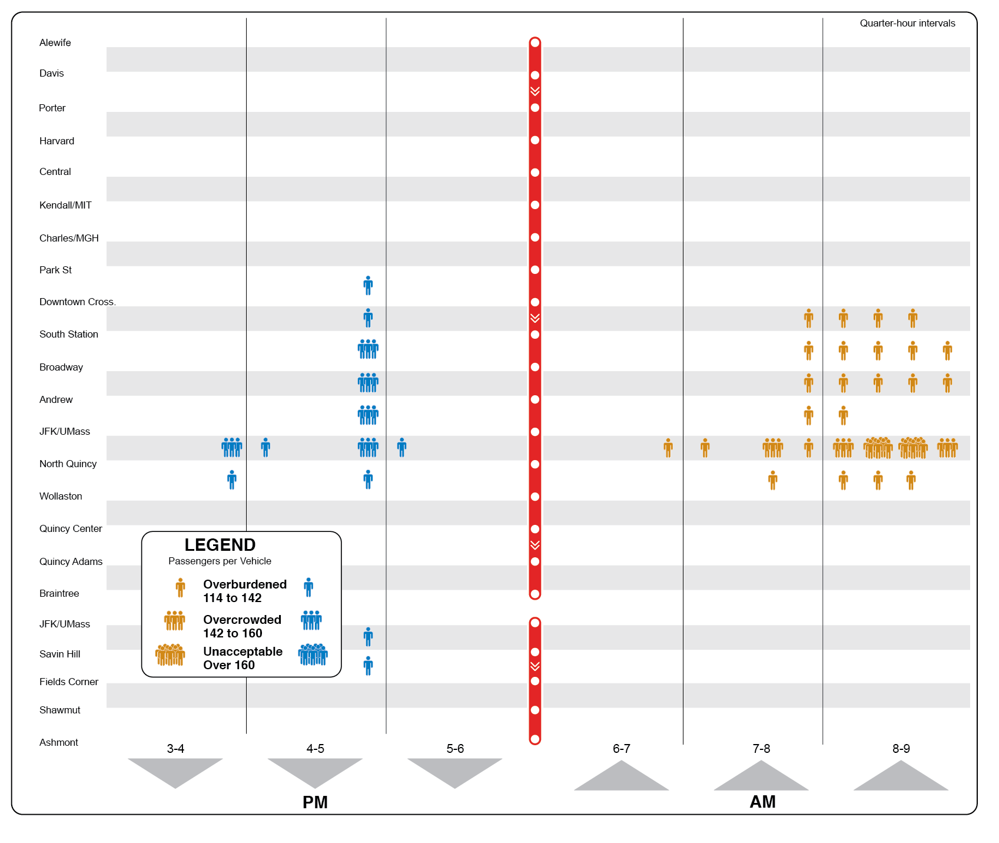 Quarter-hour intervals
Alewife
Davis
Porter
Harvard
Central
Kendall/MIT
Charles/MGH
Park St
Downtown Cross.
South Station
Broadway
Andrew
JFK/UMass
North Quincy
Wollaston
Quincy Center
Quincy Adams
Braintree
JFK/UMass
Savin Hill
Fields Corner
Shawmut
Ashmont
LEGEND
Passengers per Vehicle
Overburdened
114 to 142
Overcrowded
142 to 160
Unacceptable
Over 160
3-4 4-5 5-6 6-7 7-8 8-9
PM AM